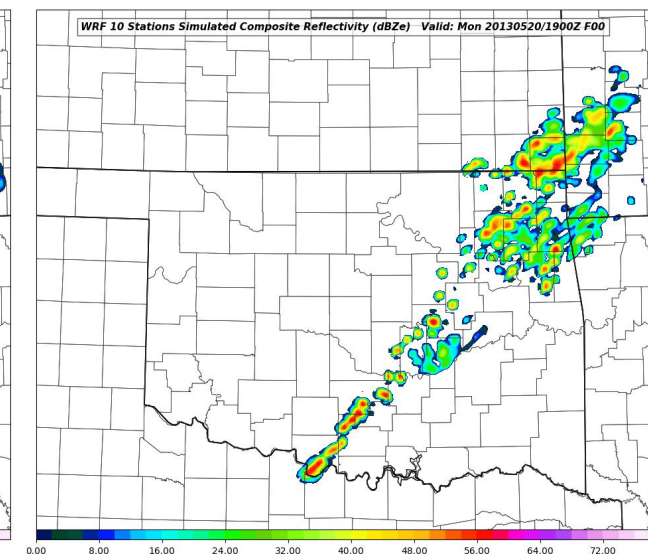 WRF 10 Stations Simulated Composite Reflectivity (dBZe)   Valid: Mon 20130520/1900Z F00
0.00 8.00 16.00 24.00 32.00 40.00 48.00 56.00 64.00 72.00